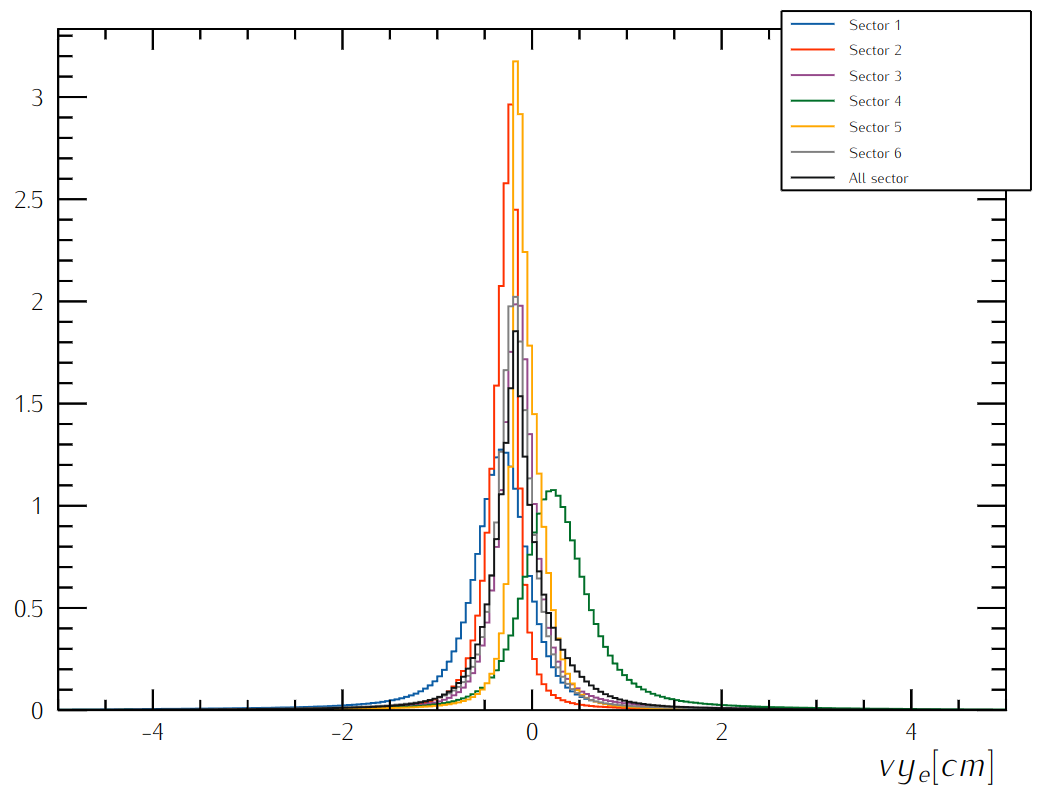 Sector 1
Sector 2
Sector 3
Sector 4
Sector 5
Sector 6
All sector
3
2.5
2
1.5
1
0.5
0
-4 -2 0 2 4
vy_e[cm]